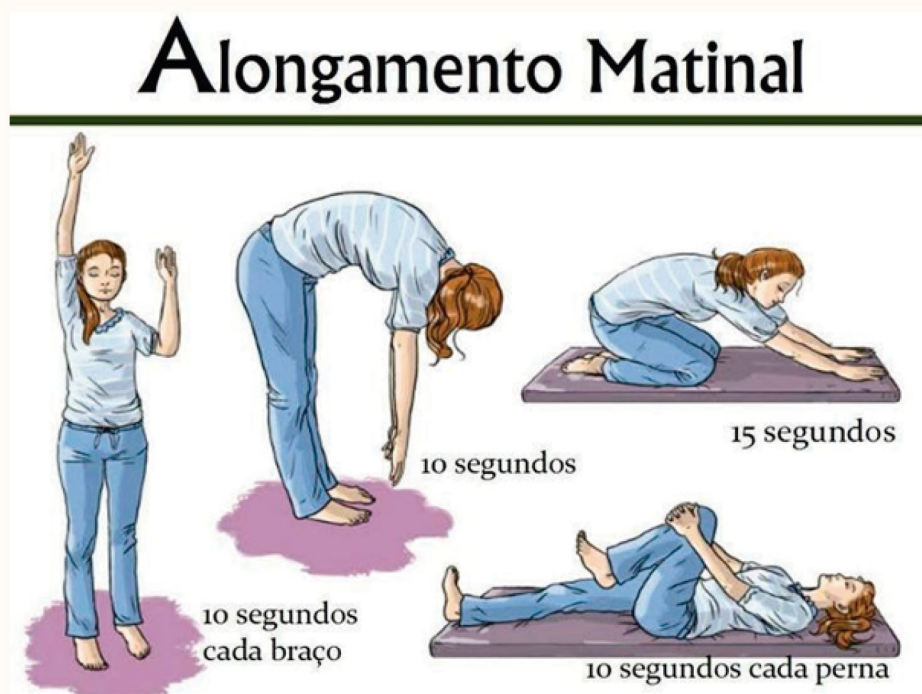 Alongamento Matinal
10 segundos
15 segundos
10 segundos
cada braço
10 segundos cada perna